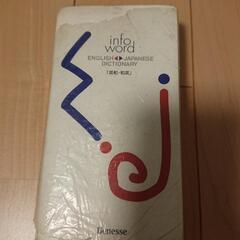 info
word
ENGLISH JAPANESE
DICTIONARY
「英和・和英」
Benesse